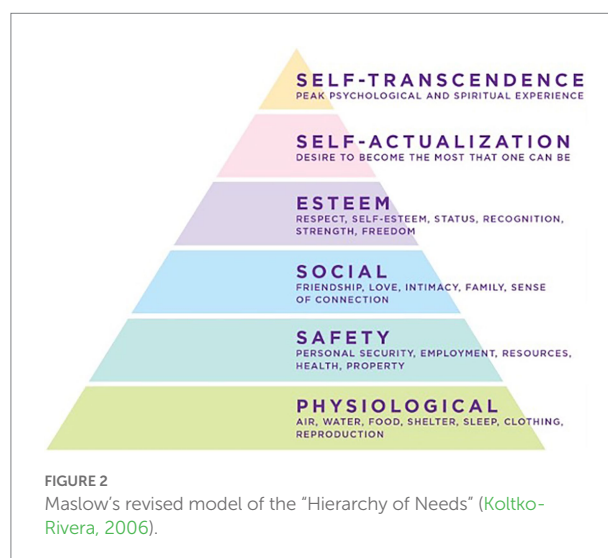 SELF-TRANSCENDENCE
PEAK PSYCHOLOGICAL AND SPIRITUAL EXPERIENCE
SELF-ACTUALIZATION
DESIRE TO BECOME THE MOST THAT ONE CAN BE
ESTEEM
RESPECT, SELF-ESTEEM, STATUS, RECOGNITION,
STRENGTH, FREEDOM
SOCIAL
FRIENDSHIP, LOVE, INTIMACY, FAMILY, SENSE
OF CONNECTION
SAFETY
PERSONAL SECURITY, EMPLOYMENT, RESOURCES,
HEALTH, PROPERTY
PHYSIOLOGICAL
AIR, WATER, FOOD, SHELTER, SLEEP, CLOTHING,
REPRODUCTION
FIGURE 2
Maslow's revised model of the “Hierarchy of Needs” (Koltko-
Rivera, 2006).